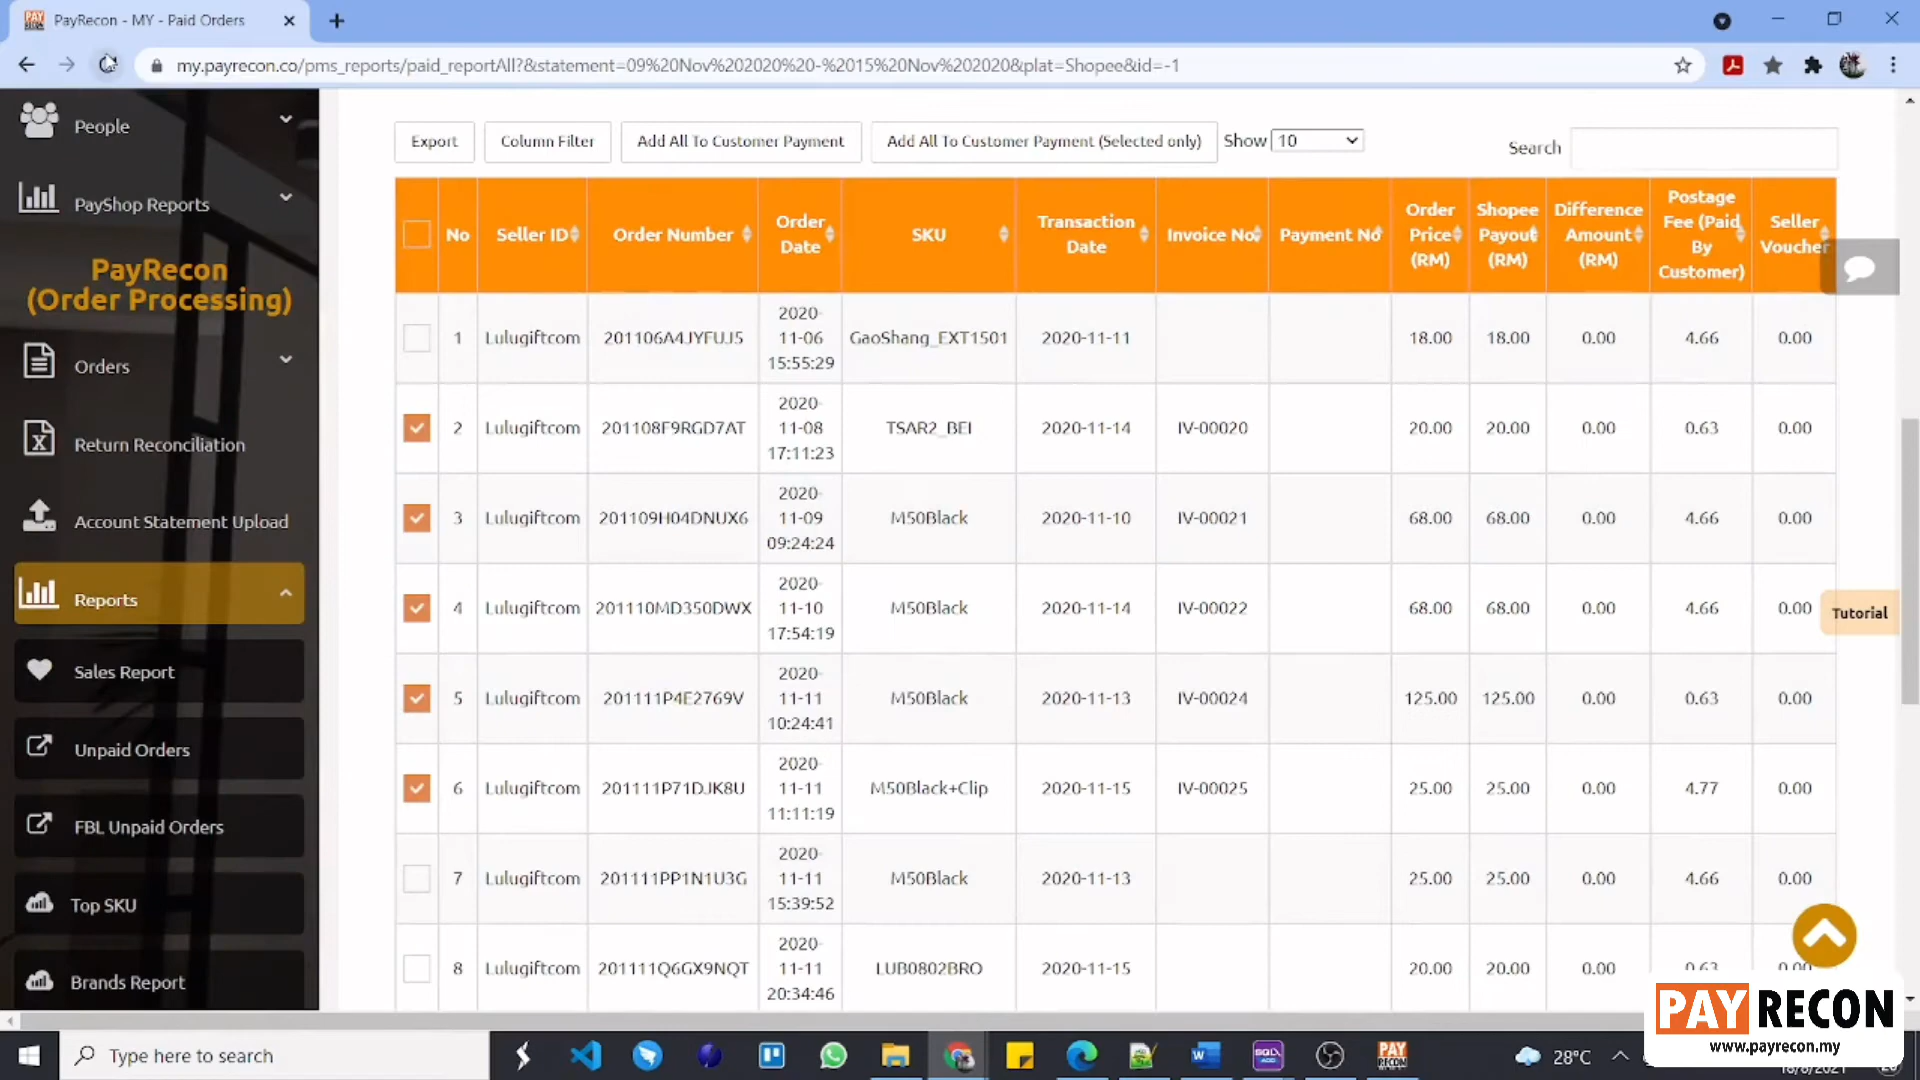 PayRecon - MY - Paid Orders
my.payrecon.co/pms_reports/paid_reportAll?&statement=09%20Nov%202020%20-%2015%20Nov%202020&plat=Shopee&id=-1
People
PayShop Reports
PayRecon
(Order Processing)
Orders
Return Reconciliation
Account Statement Upload
Reports
Sales Report
Unpaid Orders
FBL Unpaid Orders
Top SKU
Brands Report
Export Column Filter Add All To Customer Payment Add All To Customer Payment (Selected only) Show 10 Search
No Seller ID Order Number Order Date SKU Transaction Date Invoice No Payment No Order Price (RM) Shopee Payout (RM) Difference Amount (RM) Postage Fee (Paid By Customer) Seller Voucher
1 Lulugiftcom 201106A4JYFUJ5 2020-11-06 15:55:29 GaoShang_EXT1501 2020-11-11 18.00 18.00 0.00 4.66 0.00
2 Lulugiftcom 201108F9RGD7AT 2020-11-08 17:11:23 TSAR2_BEI 2020-11-14 IV-00020 20.00 20.00 0.00 0.63 0.00
3 Lulugiftcom 201109H04DNUX6 2020-11-09 09:24:24 M50Black 2020-11-10 IV-00021 68.00 68.00 0.00 4.66 0.00
4 Lulugiftcom 201110MD350DWX 2020-11-10 17:54:19 M50Black 2020-11-14 IV-00022 68.00 68.00 0.00 4.66 0.00
5 Lulugiftcom 201111P4E2769V 2020-11-11 10:24:41 M50Black 2020-11-13 IV-00024 125.00 125.00 0.00 0.63 0.00
6 Lulugiftcom 201111P71DJK8U 2020-11-11 11:11:19 M50Black+Clip 2020-11-15 IV-00025 25.00 25.00 0.00 4.77 0.00
7 Lulugiftcom 201111PP1N1U3G 2020-11-11 15:39:52 M50Black 2020-11-13 25.00 25.00 0.00 4.66 0.00
8 Lulugiftcom 201111Q6GX9NQT 2020-11-11 20:34:46 LUB0802BRO 2020-11-15 20.00 20.00 0.00 0.63 0.00
Tutorial
PAY RECON
www.payrecon.my
Type here to search
PAY
RECON
28°C
18/8/2021